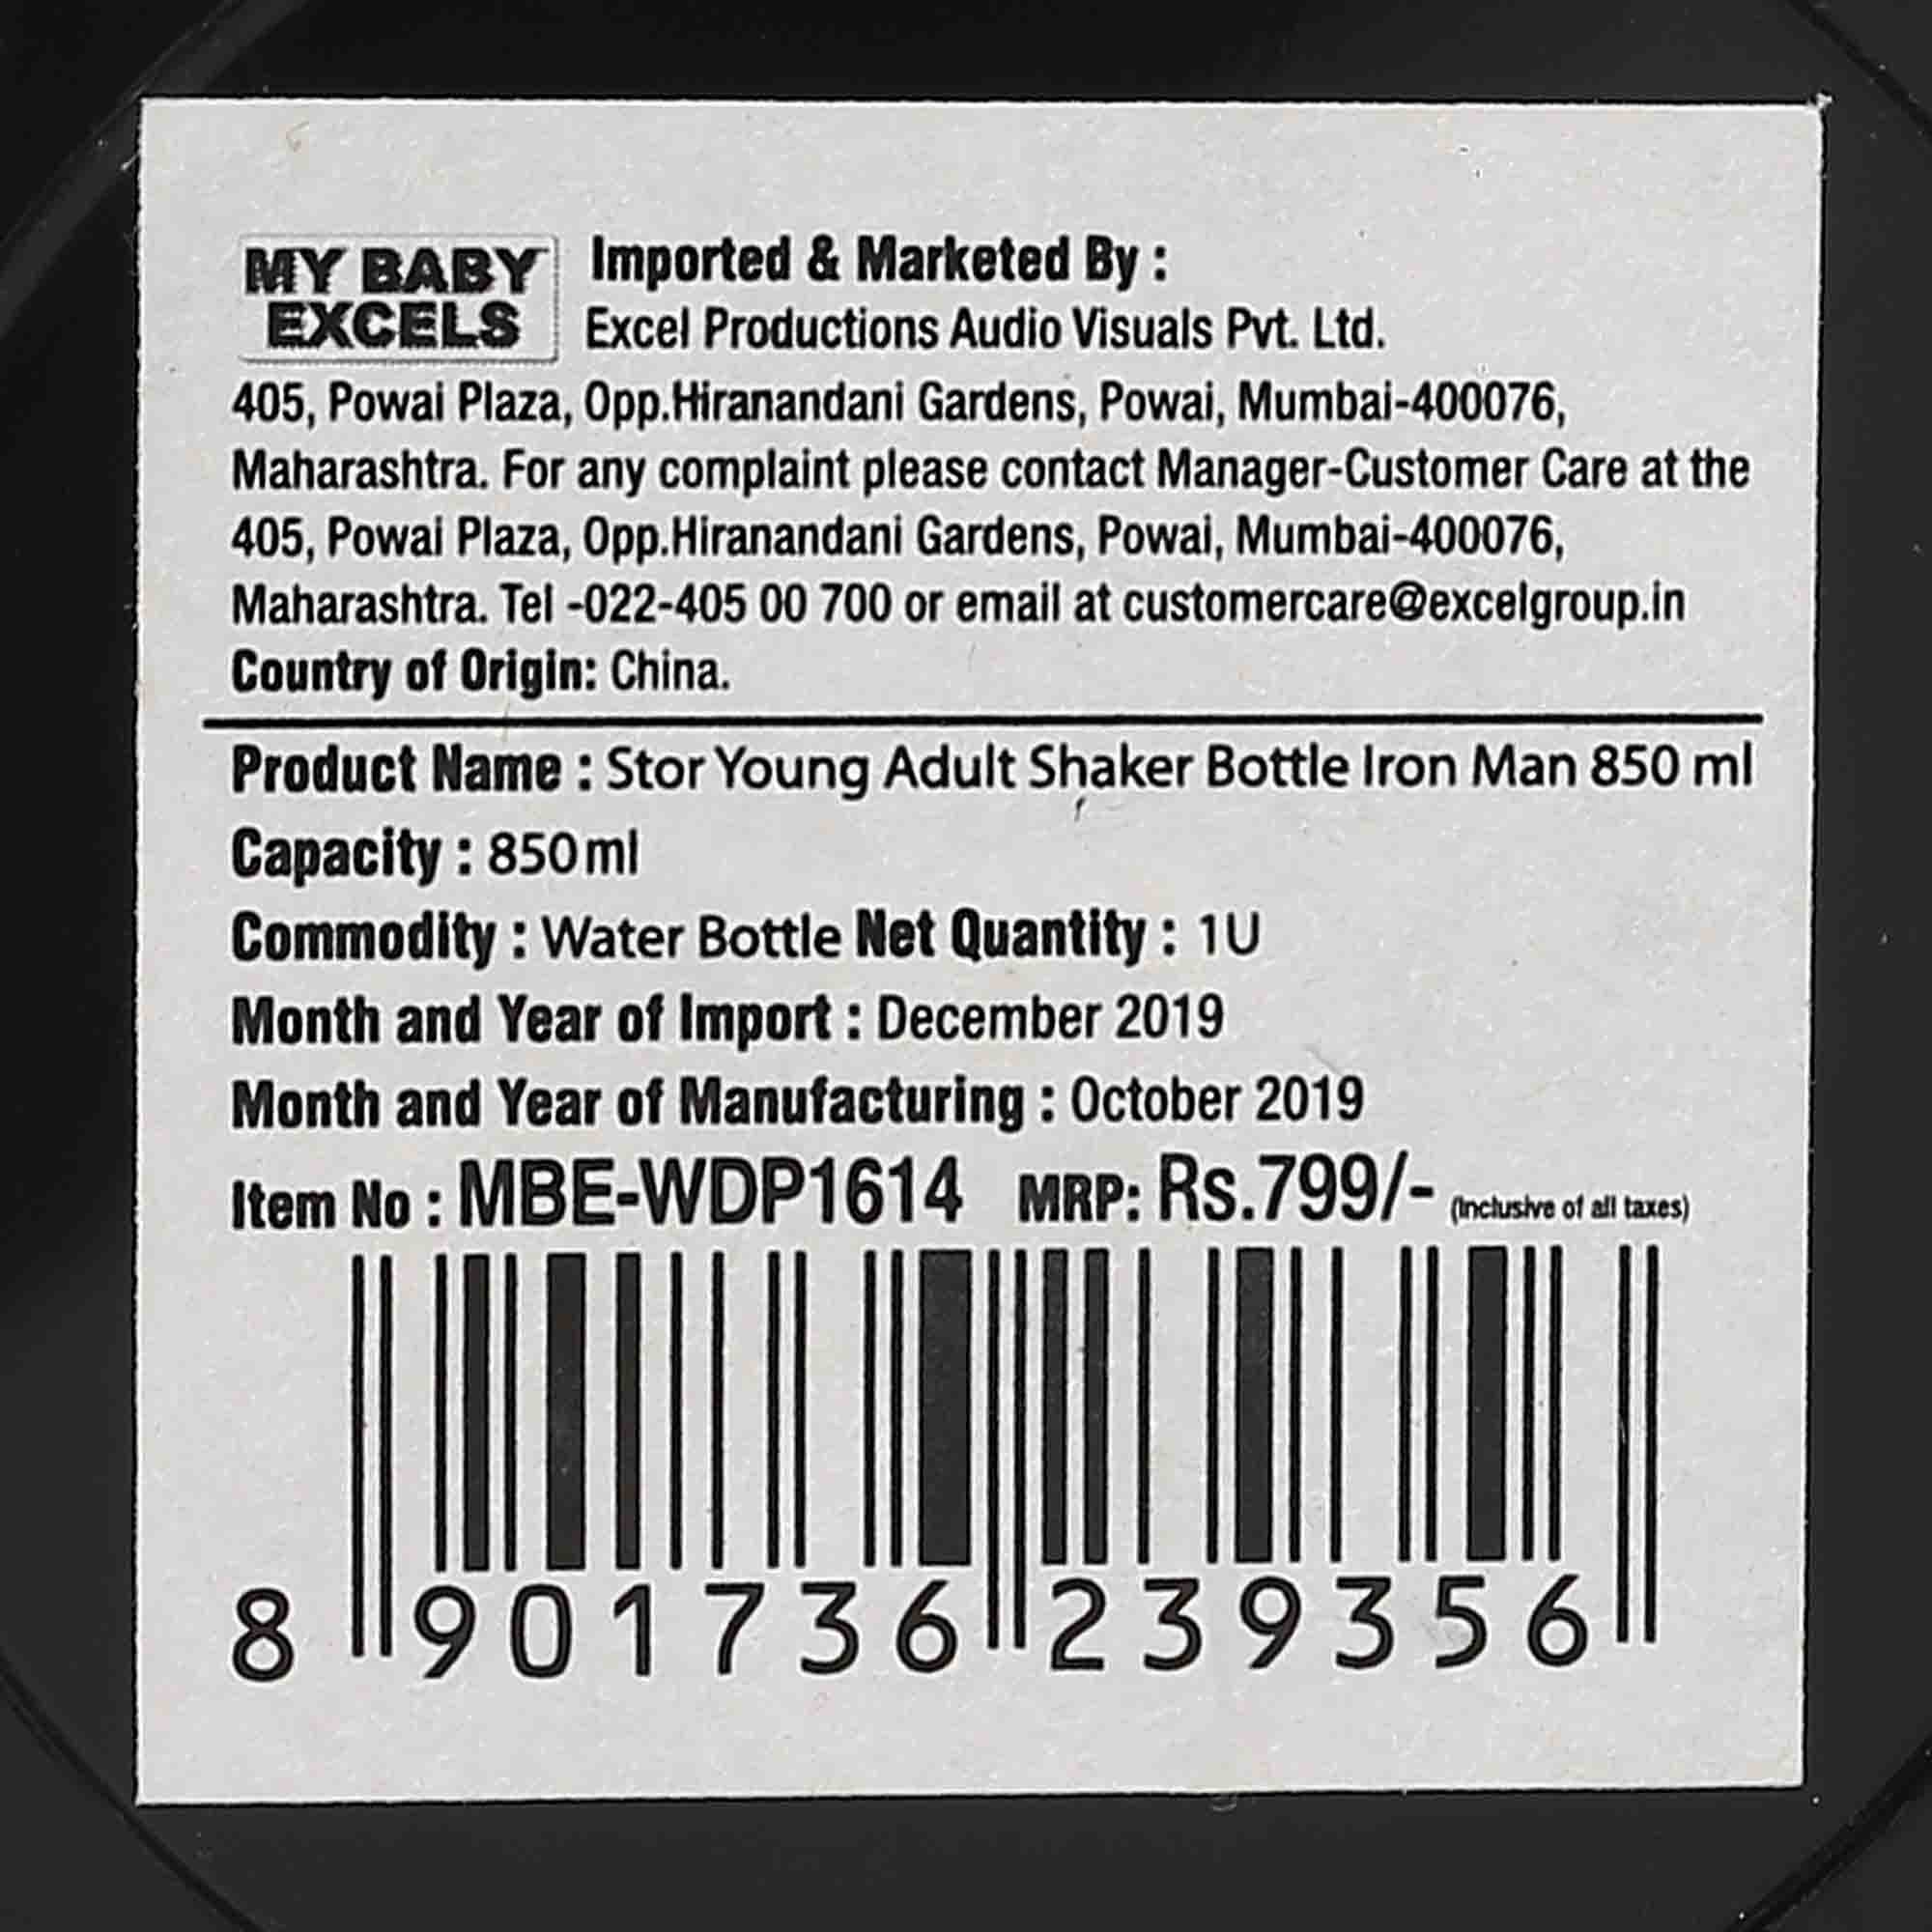 MY BABY
EXCELS
Imported & Marketed By :
Excel Productions Audio Visuals Pvt. Ltd.
405, Powai Plaza, Opp.Hiranandani Gardens, Powai, Mumbai-400076,
Maharashtra. For any complaint please contact Manager-Customer Care at the
405, Powai Plaza, Opp.Hiranandani Gardens, Powai, Mumbai-400076,
Maharashtra. Tel -022-405 00 700 or email at customercare@excelgroup.in
Country of Origin: China.
Product Name : Stor Young Adult Shaker Bottle Iron Man 850 ml
Capacity : 850ml
Commodity : Water Bottle Net Quantity : 1U
Month and Year of Import : December 2019
Month and Year of Manufacturing : October 2019
Item No : MBE-WDP1614 MRP: Rs.799/- (Inclusive of all taxes)
8 901736 239356